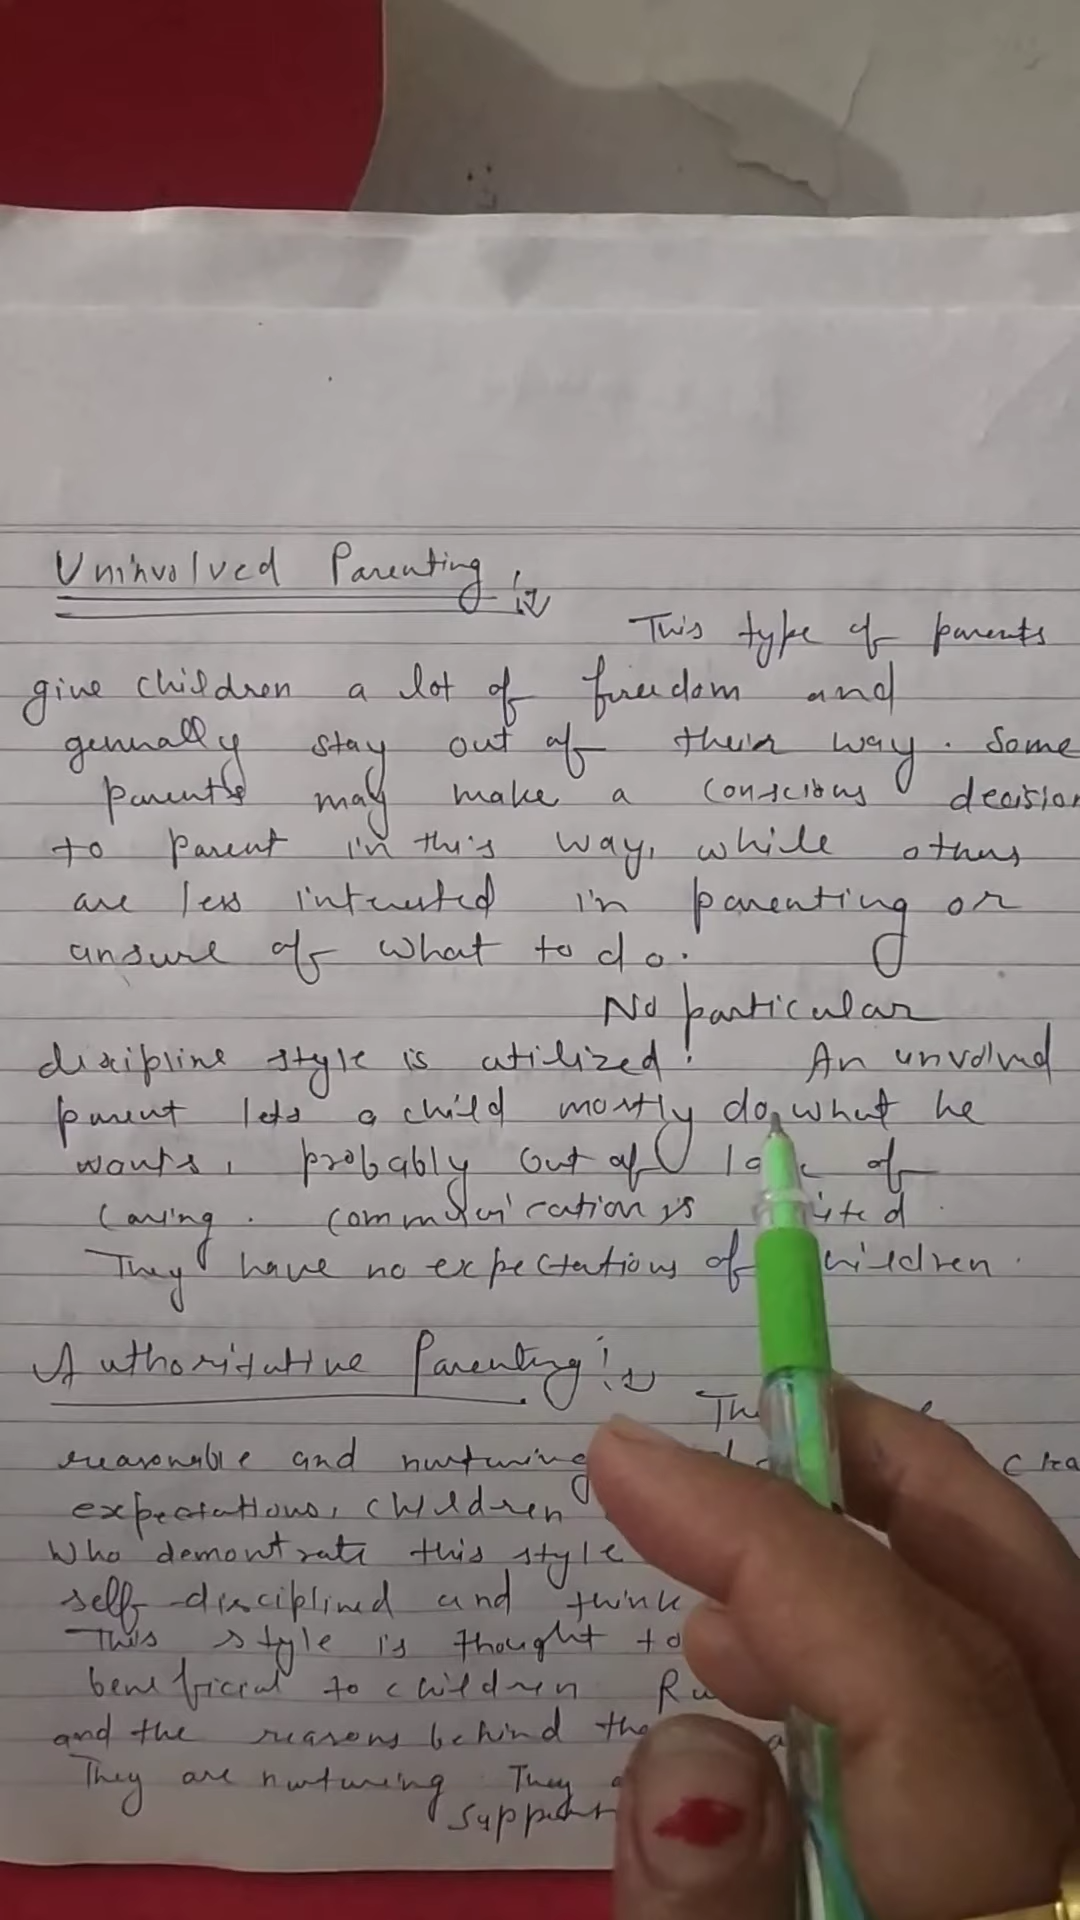 Uninvolved Parenting :
This type of parents
give children a lot of freedom and
generally stay out of their way. Some
parents may make a conscious decision
to parent in this way, while others
are less interested in parenting or
unsure of what to do.
No particular
discipline style is utilized! An unvolved
parent lets a child mostly do what he
wants, probably out of of
caring. communication is
They have no expectations of children.
Authoritative Parenting :
reasonable and nurturing
expectations, children
who demontrate this style
self-disciplined and think
This style is thought to
beneficial to children
and the reasons behind
They are nurturing They
support